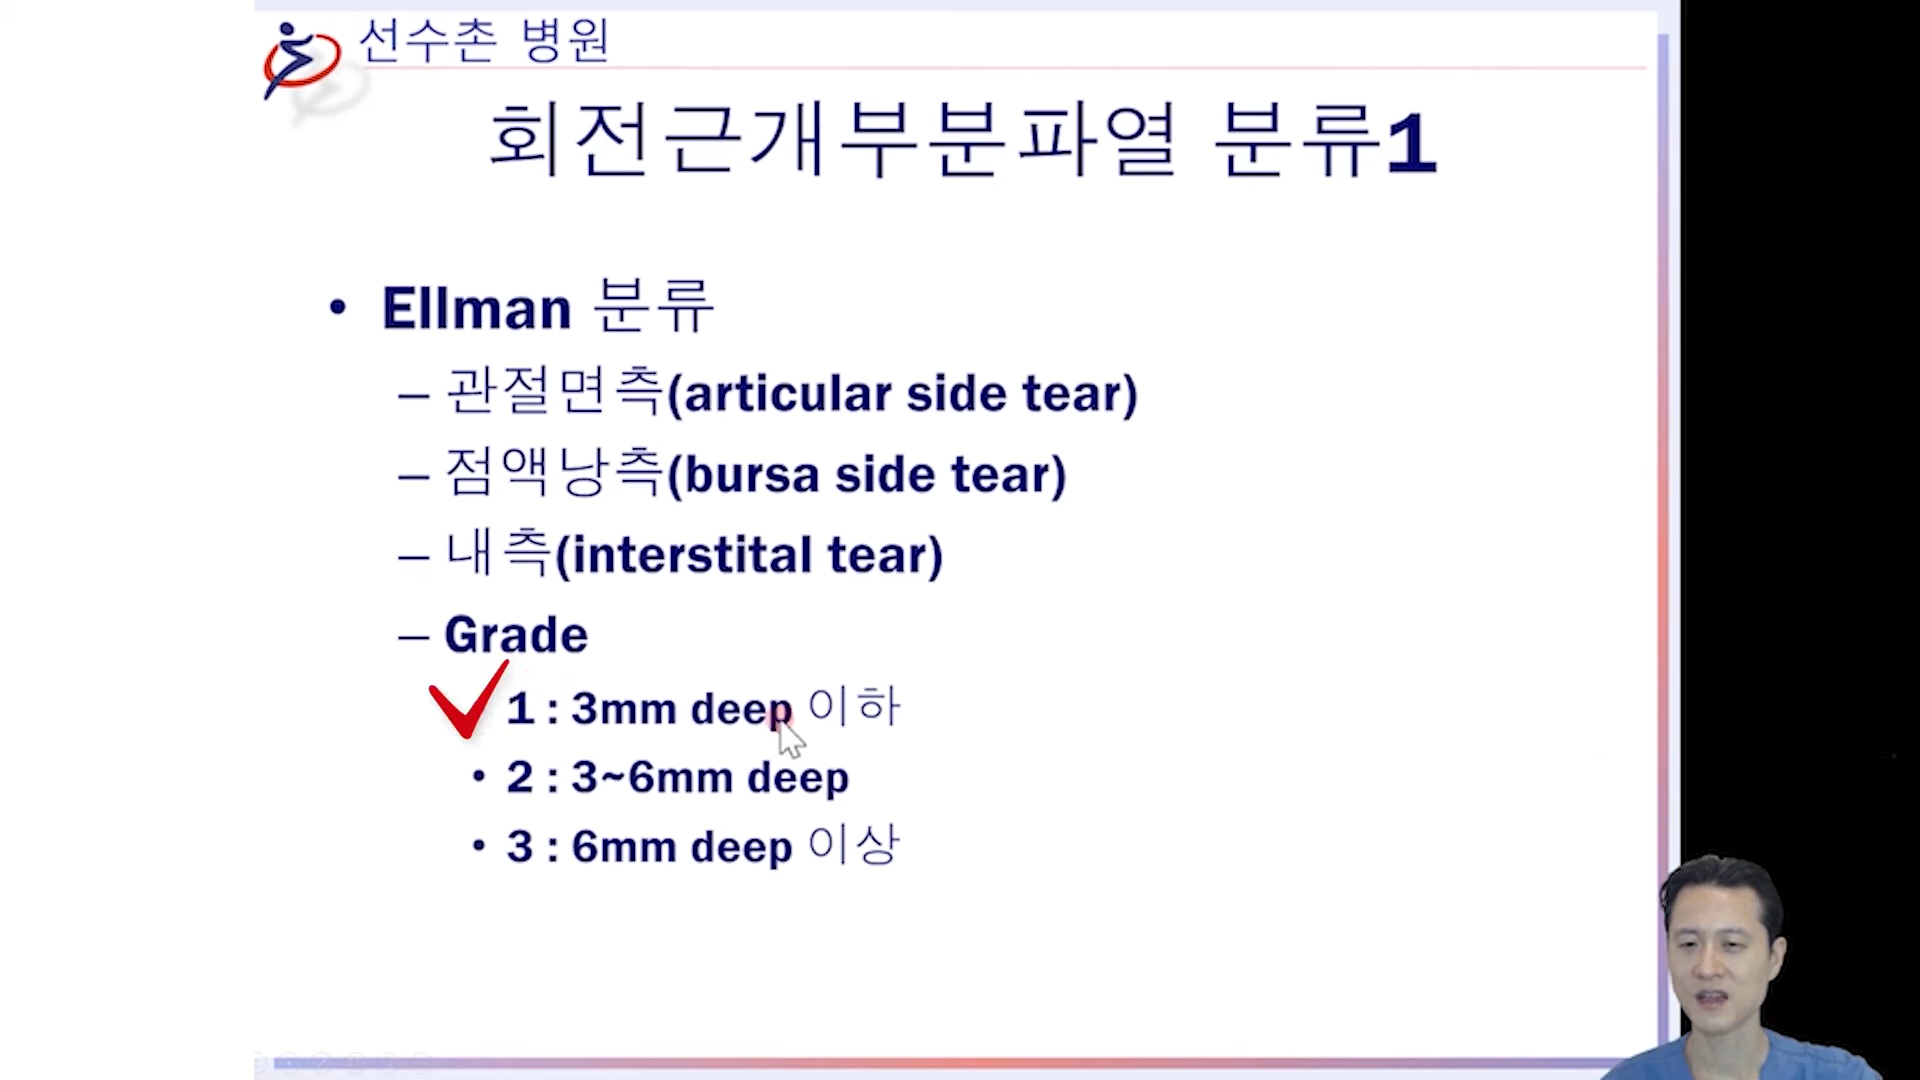 선수촌 병원
회전근개부분파열 분류1
• Ellman 분류
– 관절면측(articular side tear)
– 점액낭측(bursa side tear)
– 내측(interstital tear)
– Grade
1 : 3mm deep 이하
• 2 : 3~6mm deep
• 3 : 6mm deep 이상